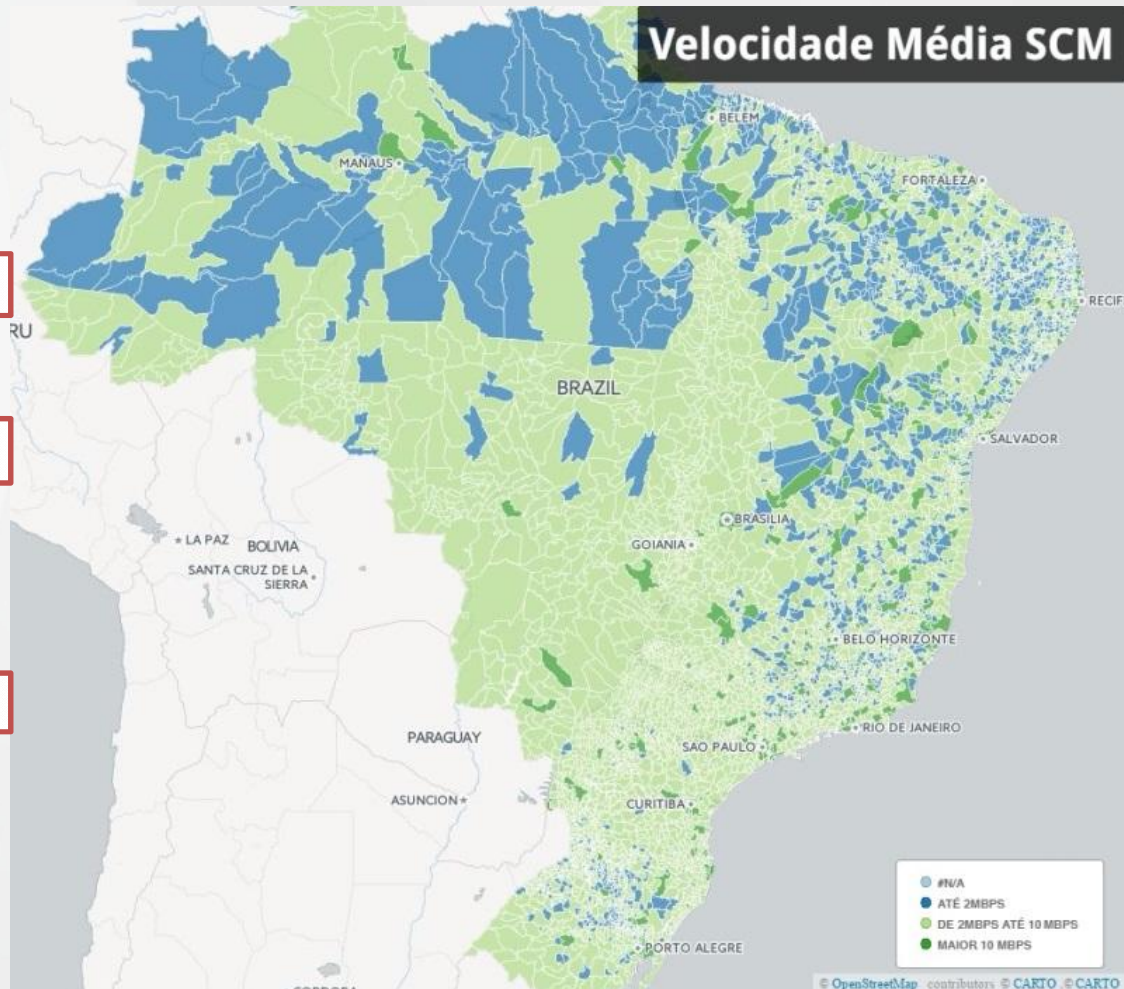 Velocidade Média SCM
BELÉM
MANAUS
FORTALEZA
RECIF
RU
BRAZIL
SALVADOR
BRASILIA
LA PAZ
BOLIVIA
GOIANIA
SANTA CRUZ DE LA
SIERRA
BELO HORIZONTE
RIO DE JANEIRO
PARAGUAY
SAO PAULO
ASUNCION
CURITIBA
#N/A
ATÉ 2MBPS
DE 2MBPS ATÉ 10 MBPS
MAIOR 10 MBPS
PORTO ALEGRE
© OpenStreetMap contributors © CARTO , © CARTO